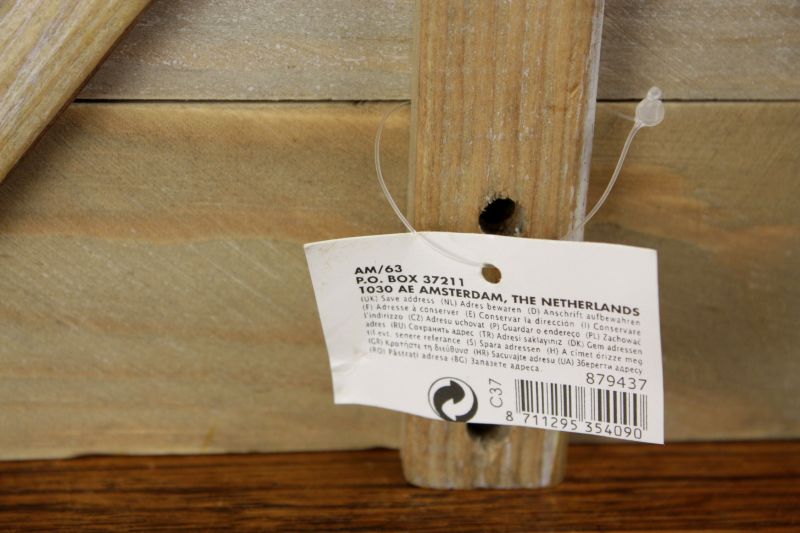 AM/63
P.O. BOX 37211
1030 AE AMSTERDAM, THE NETHERLANDS
(UK) Save address (NL) Adres bewaren (D) Anschrift aufbewahren
(F) Adresse à conserver (E) Conservar la dirección (I) Conservare
l'indirizzo (CZ) Adresu uchovat (P) Guardar o endereço (PL) Zachować
adres (RU) Сохранить адрес (TR) Adresi saklayiniz (DK) Gem adressen
til evt. senere referance (S) Spara adressen (H) A címet őrizze meg
(GR) Κρατήστε τη διεύθυνσ (HR) Sacuvajte adresu (UA) Зберегти адресу
(RO) Păstrați adresa (BG) Запазете адреса.
879437
C37
8 711295 354090